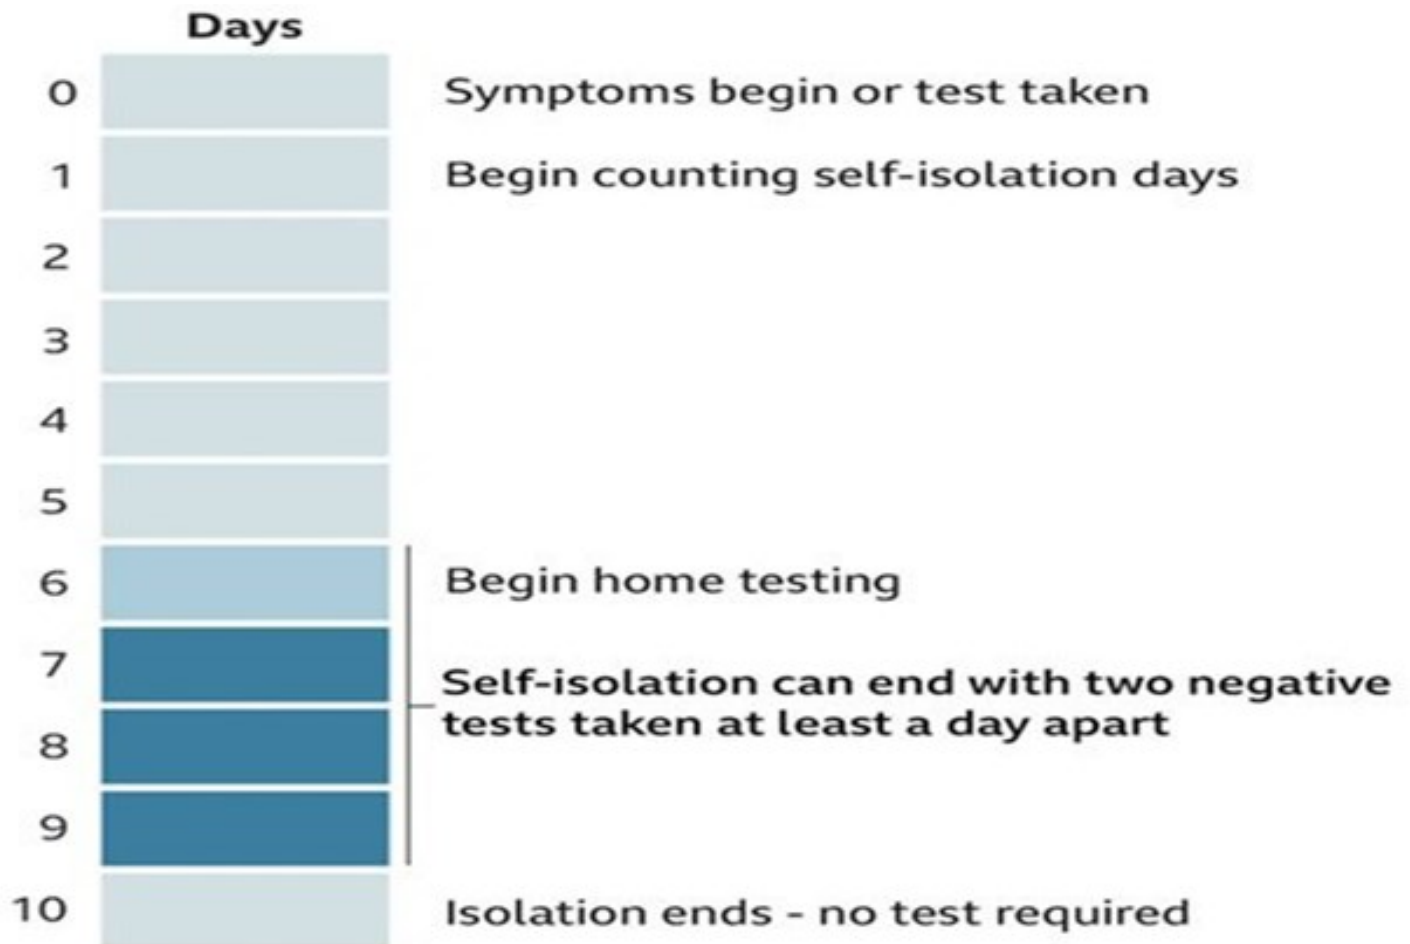 Days
0 Symptoms begin or test taken
1 Begin counting self-isolation days
2
3
4
5
6 Begin home testing
7
Self-isolation can end with two negative
tests taken at least a day apart
8
9
10 Isolation ends - no test required